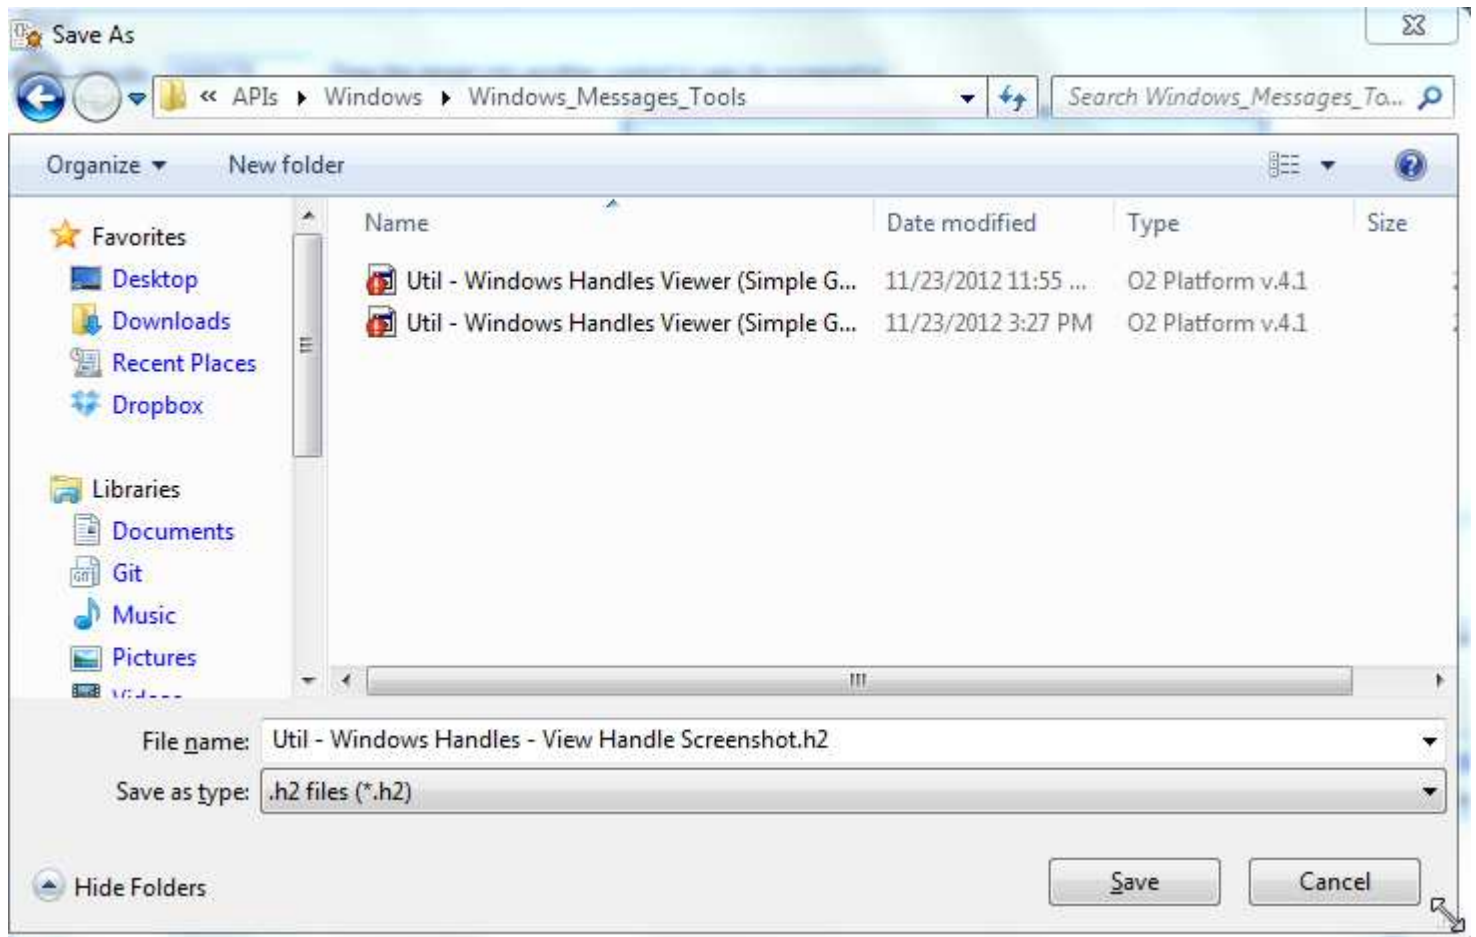 Save As
« APIs ▸ Windows ▸ Windows_Messages_Tools
Search Windows_Messages_To...
Organize
New folder
Name
Date modified
Type
Size
Favorites
Desktop
Downloads
Recent Places
Dropbox
Libraries
Documents
Git
Music
Pictures
Videos
Util - Windows Handles Viewer (Simple G... 11/23/2012 11:55 ... O2 Platform v.4.1
Util - Windows Handles Viewer (Simple G... 11/23/2012 3:27 PM O2 Platform v.4.1
File name: Util - Windows Handles - View Handle Screenshot.h2
Save as type: .h2 files (*.h2)
Hide Folders
Save
Cancel